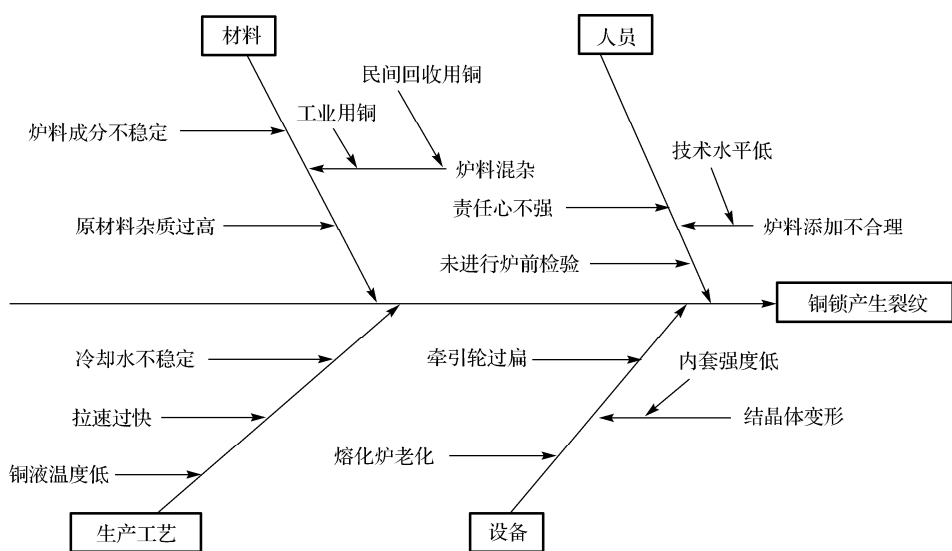 材料
人员
民间回收用铜
工业用铜
炉料成分不稳定
技术水平低
炉料混杂
责任心不强
原材料杂质过高
炉料添加不合理
未进行炉前检验
铜锁产生裂纹
冷却水不稳定
牵引轮过扁
内套强度低
拉速过快
结晶体变形
熔化炉老化
铜液温度低
生产工艺
设备